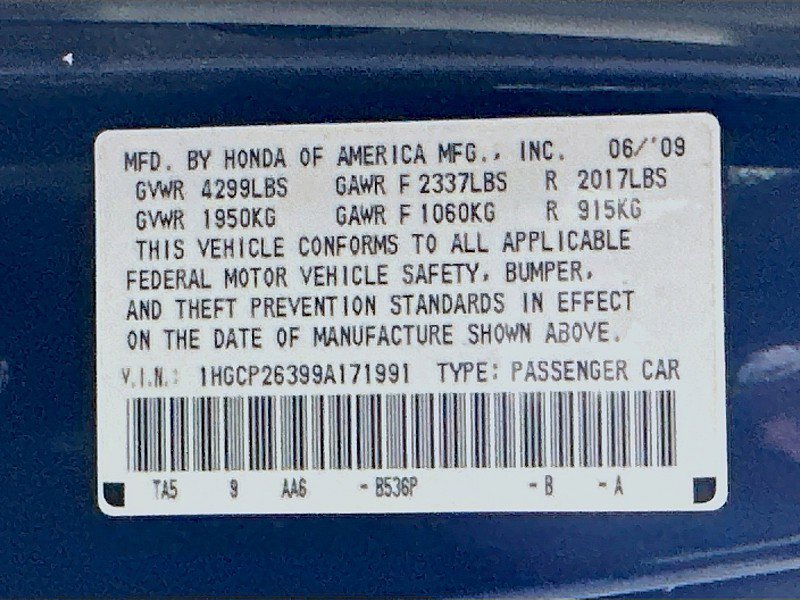 MFD. BY HONDA OF AMERICA MFG., INC. 06/'09
GVWR 4299LBS GAWR F 2337LBS R 2017LBS
GVWR 1950KG GAWR F 1060KG R 915KG
THIS VEHICLE CONFORMS TO ALL APPLICABLE
FEDERAL MOTOR VEHICLE SAFETY, BUMPER,
AND THEFT PREVENTION STANDARDS IN EFFECT
ON THE DATE OF MANUFACTURE SHOWN ABOVE.
V.I.N.: 1HGCP26399A171991 TYPE: PASSENGER CAR
TA5 9 AA6 -B536P -B -A